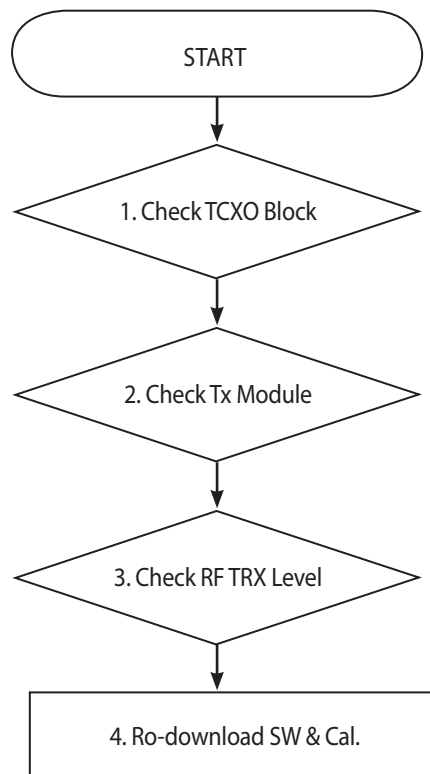 START
1. Check TCXO Block
2. Check Tx Module
3. Check RF TRX Level
4. Ro-download SW & Cal.